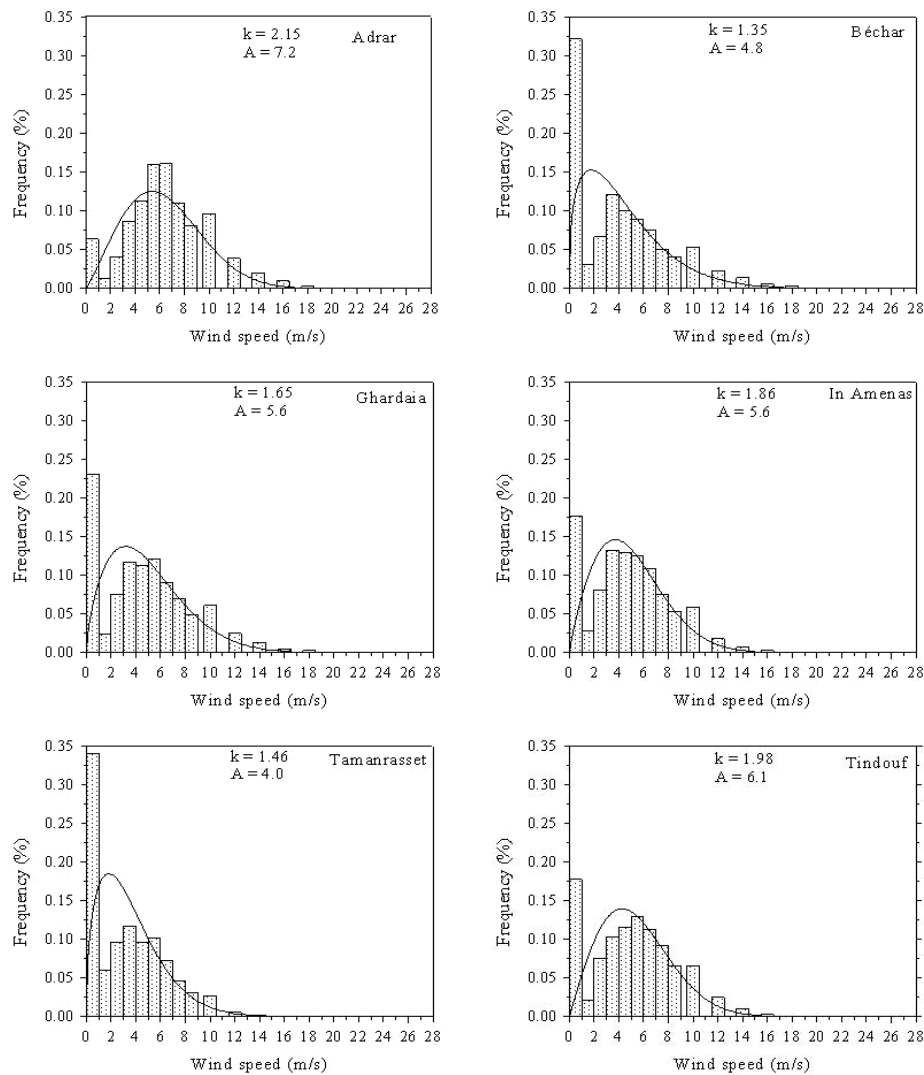 0.35
0.30
0.25
0.20
0.15
0.10
0.05
0.00
Frequency (%)
k = 2.15
A = 7.2
Adrar
0 2 4 6 8 10 12 14 16 18 20 22 24 26 28
Wind speed (m/s)
0.35
0.30
0.25
0.20
0.15
0.10
0.05
0.00
Frequency (%)
k = 1.35
A = 4.8
Béchar
0 2 4 6 8 10 12 14 16 18 20 22 24 26 28
Wind speed (m/s)
0.35
0.30
0.25
0.20
0.15
0.10
0.05
0.00
Frequency (%)
k = 1.65
A = 5.6
Ghardaia
0 2 4 6 8 10 12 14 16 18 20 22 24 26 28
Wind speed (m/s)
0.35
0.30
0.25
0.20
0.15
0.10
0.05
0.00
Frequency (%)
k = 1.86
A = 5.6
In Amenas
0 2 4 6 8 10 12 14 16 18 20 22 24 26 28
Wind speed (m/s)
0.35
0.30
0.25
0.20
0.15
0.10
0.05
0.00
Frequency (%)
k = 1.46
A = 4.0
Tamanrasset
0 2 4 6 8 10 12 14 16 18 20 22 24 26 28
Wind speed (m/s)
0.35
0.30
0.25
0.20
0.15
0.10
0.05
0.00
Frequency (%)
k = 1.98
A = 6.1
Tindouf
0 2 4 6 8 10 12 14 16 18 20 22 24 26 28
Wind speed (m/s)